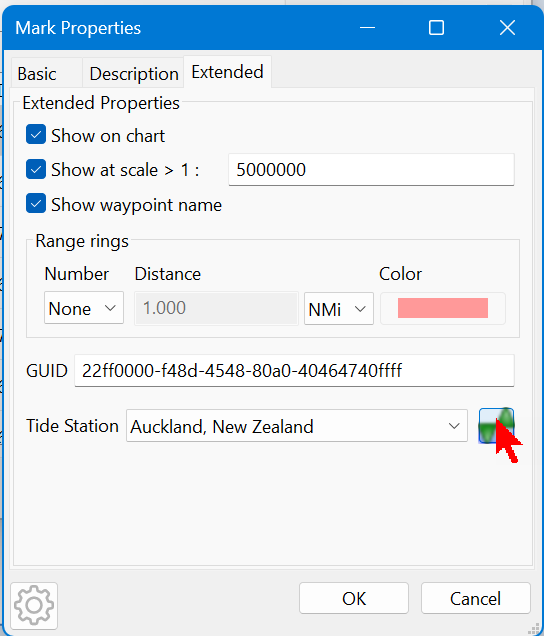 Mark Properties
Basic Description Extended
Extended Properties
Show on chart
Show at scale > 1 : 5000000
Show waypoint name
Range rings
Number Distance Color
None 1.000 NMi
GUID 22ff0000-f48d-4548-80a0-40464740ffff
Tide Station Auckland, New Zealand
OK Cancel